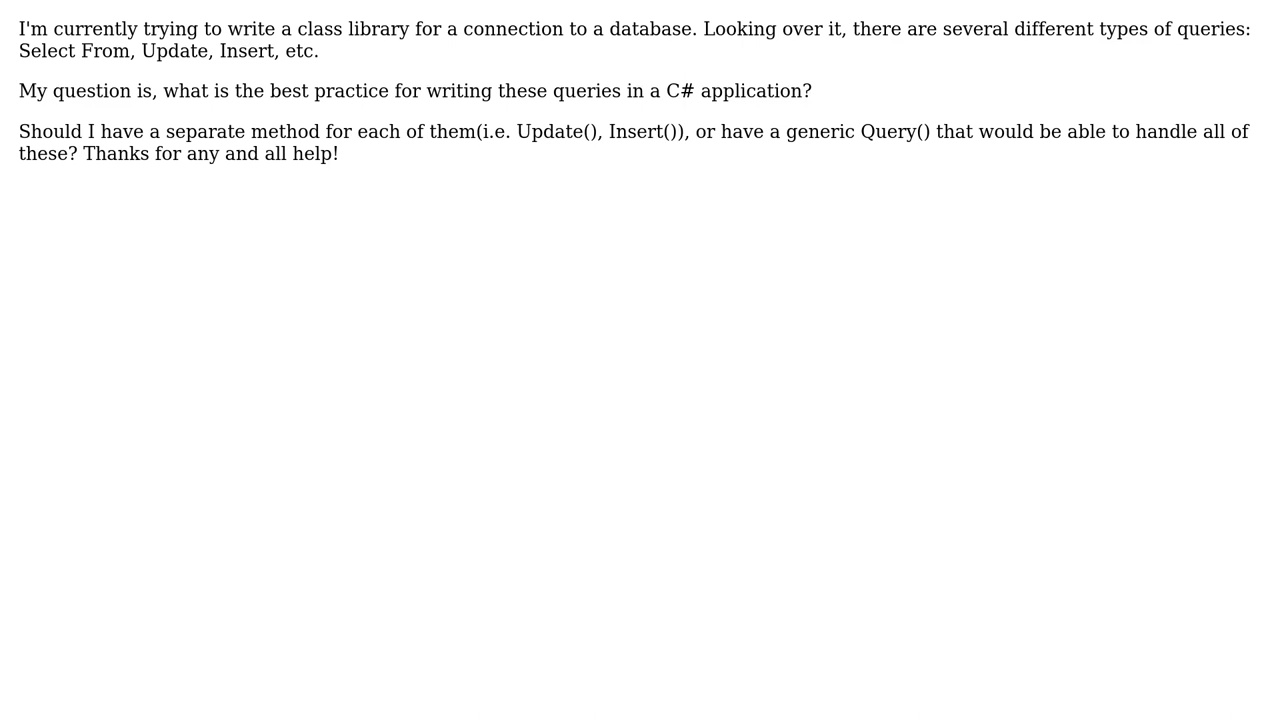 I'm currently trying to write a class library for a connection to a database. Looking over it, there are several different types of queries:
Select From, Update, Insert, etc.
My question is, what is the best practice for writing these queries in a C# application?
Should I have a separate method for each of them(i.e. Update(), Insert()), or have a generic Query() that would be able to handle all of
these? Thanks for any and all help!